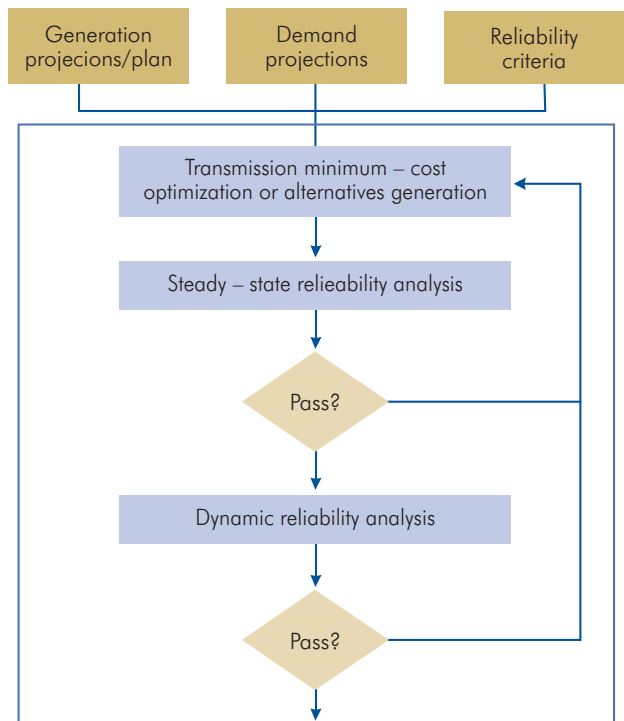 Generation
projecions/plan
Demand
projections
Reliability
criteria
Transmission minimum – cost
optimization or alternatives generation
Steady – state relieability analysis
Pass?
Dynamic reliability analysis
Pass?